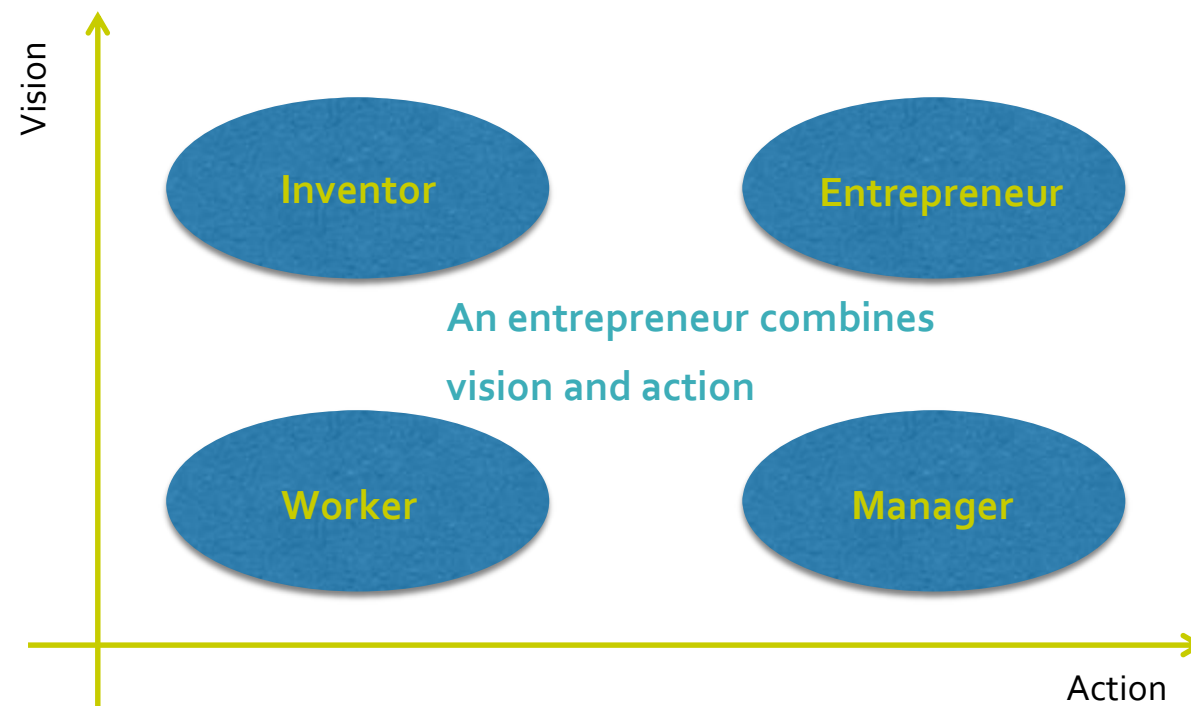 Vision
Inventor
Entrepreneur
An entrepreneur combines
vision and action
Worker
Manager
Action